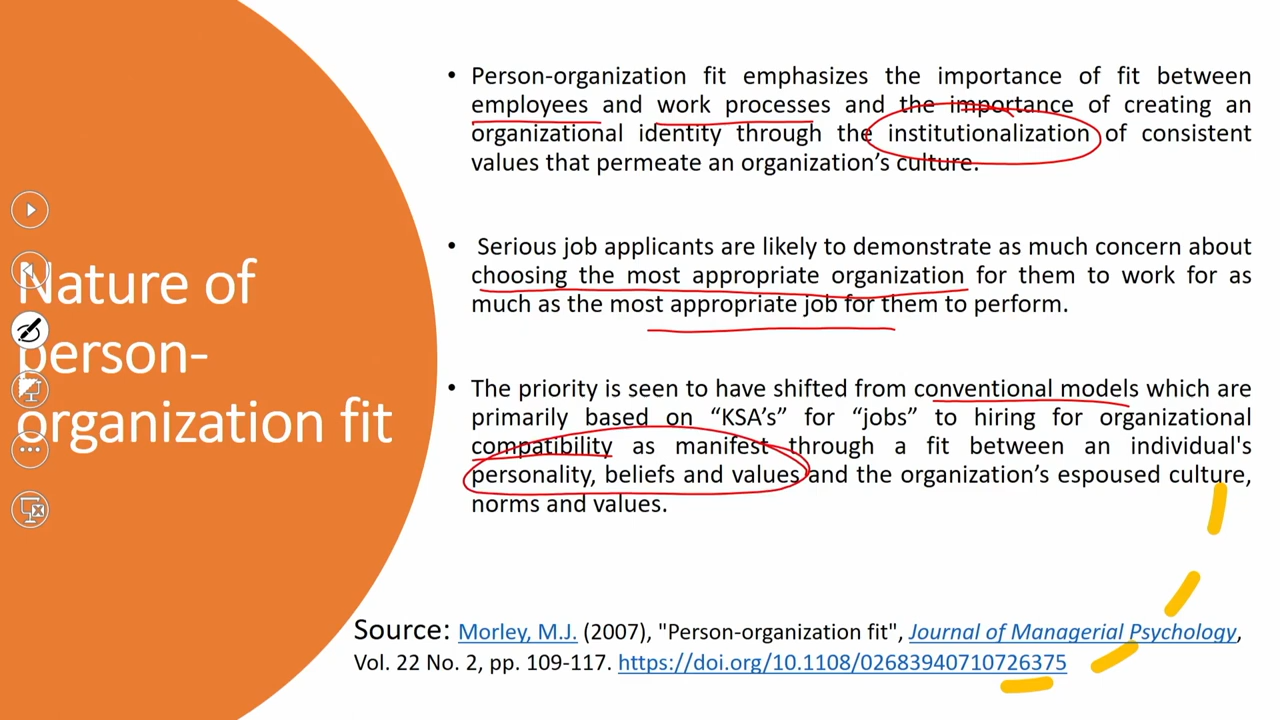 Nature of
person-
organization fit
• Person-organization fit emphasizes the importance of fit between
employees and work processes and the importance of creating an
organizational identity through the institutionalization of consistent
values that permeate an organization’s culture.
• Serious job applicants are likely to demonstrate as much concern about
choosing the most appropriate organization for them to work for as
much as the most appropriate job for them to perform.
• The priority is seen to have shifted from conventional models which are
primarily based on “KSA’s” for “jobs” to hiring for organizational
compatibility as manifest through a fit between an individual's
personality, beliefs and values and the organization’s espoused culture,
norms and values.
Source: Morley, M.J. (2007), "Person-organization fit", Journal of Managerial Psychology,
Vol. 22 No. 2, pp. 109-117. https://doi.org/10.1108/02683940710726375